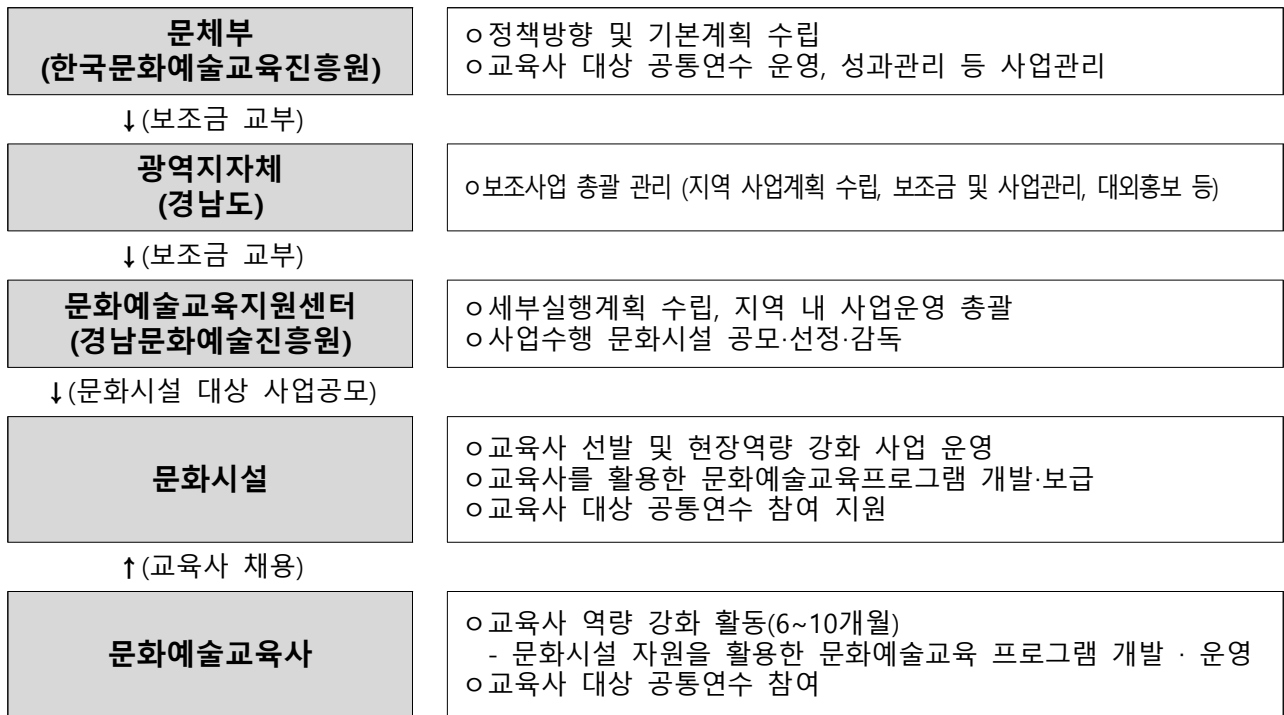 문체부
(한국문화예술교육진흥원)
ㅇ정책방향 및 기본계획 수립
ㅇ교육사 대상 공통연수 운영, 성과관리 등 사업관리
↓(보조금 교부)
광역지자체
(경남도)
ㅇ보조사업 총괄 관리 (지역 사업계획 수립, 보조금 및 사업관리, 대외홍보 등)
↓(보조금 교부)
문화예술교육지원센터
(경남문화예술진흥원)
ㅇ세부실행계획 수립, 지역 내 사업운영 총괄
ㅇ사업수행 문화시설 공모·선정·감독
↓(문화시설 대상 사업공모)
문화시설
ㅇ교육사 선발 및 현장역량 강화 사업 운영
ㅇ교육사를 활용한 문화예술교육프로그램 개발·보급
ㅇ교육사 대상 공통연수 참여 지원
↑(교육사 채용)
문화예술교육사
ㅇ교육사 역량 강화 활동(6~10개월)
- 문화시설 자원을 활용한 문화예술교육 프로그램 개발 · 운영
ㅇ교육사 대상 공통연수 참여